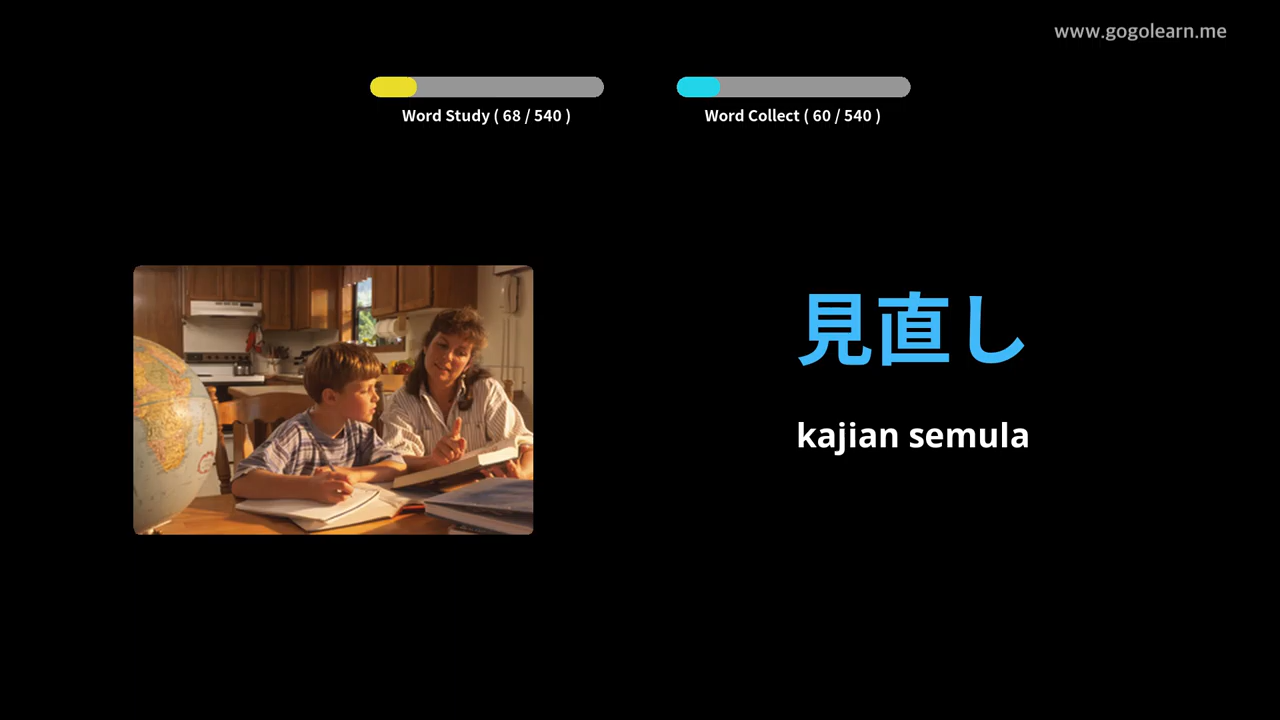 www.gogolearn.me
Word Study ( 68 / 540 )
Word Collect ( 60 / 540 )
見直し
kajian semula